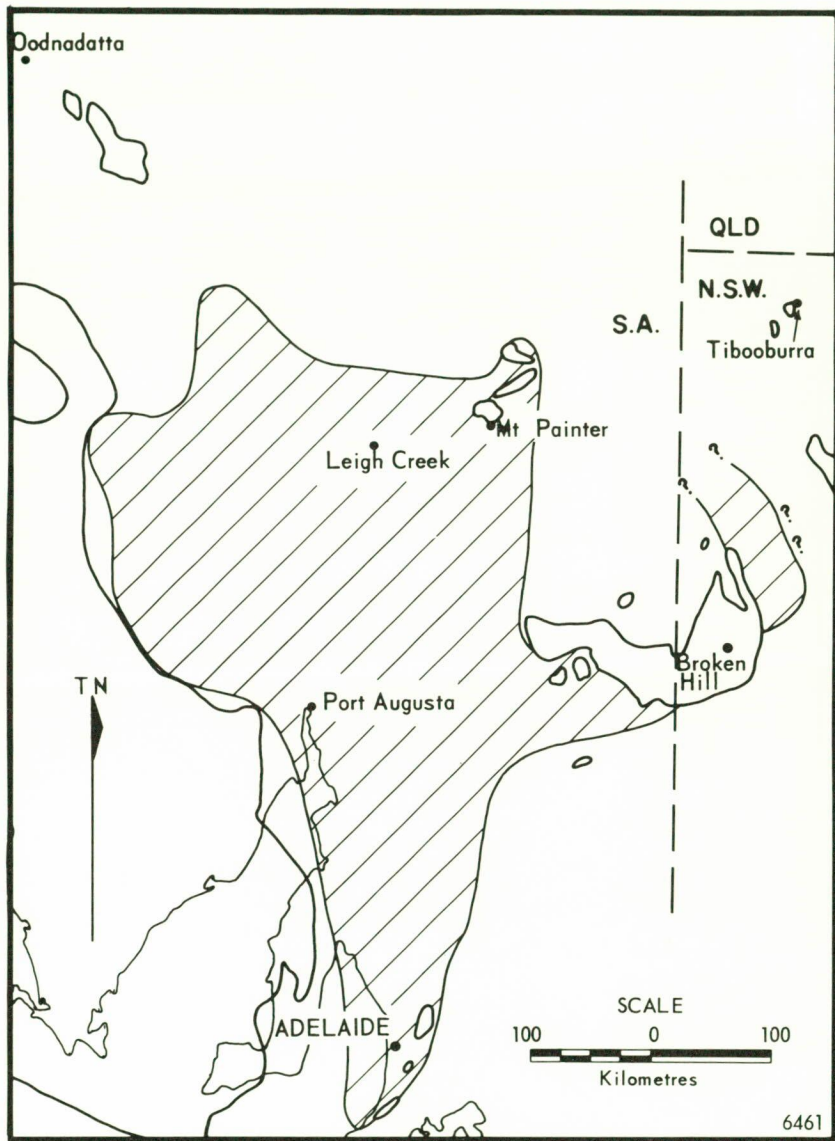 Oodnadatta
QLD
N.S.W.
S.A.
Tibooburra
Mt Painter
Leigh Creek
?
?
?
?
Broken
Hill
TN
Port Augusta
ADELAIDE
SCALE
100 0 100
Kilometres
6461